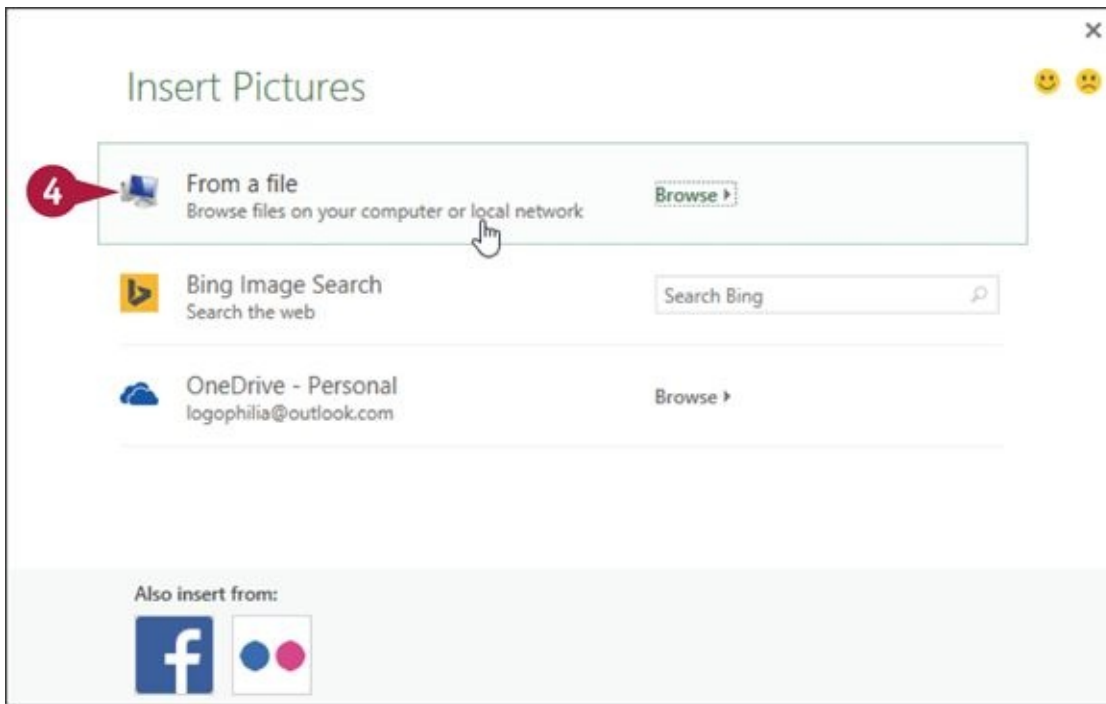 Insert Pictures
4
From a file
Browse files on your computer or local network
Browse
Bing Image Search
Search the web
Search Bing
OneDrive - Personal
logophilia@outlook.com
Browse
Also insert from:
f